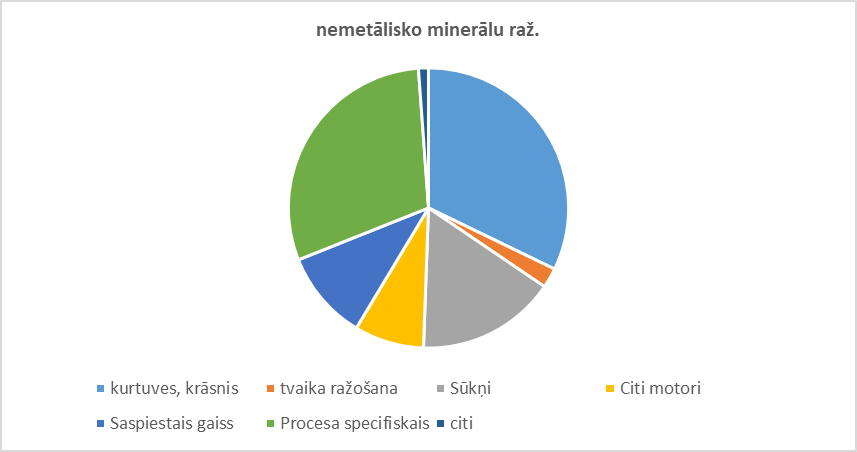 nemetālisko minerālu raž.
kurtuves, krāsnis tvaika ražošana Sūkņi Citi motori
Saspiestais gaiss Procesa specifiskais citi